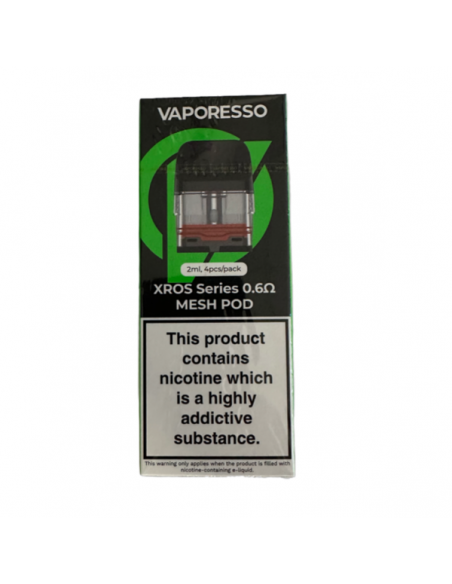 VAPORESSO
2ml, 4pcs/pack
XROS Series 0.6Ω
MESH POD
This product
contains
nicotine which
is a highly
addictive
substance.
This warning only applies when the product is filled with
nicotine-containing e-liquid.